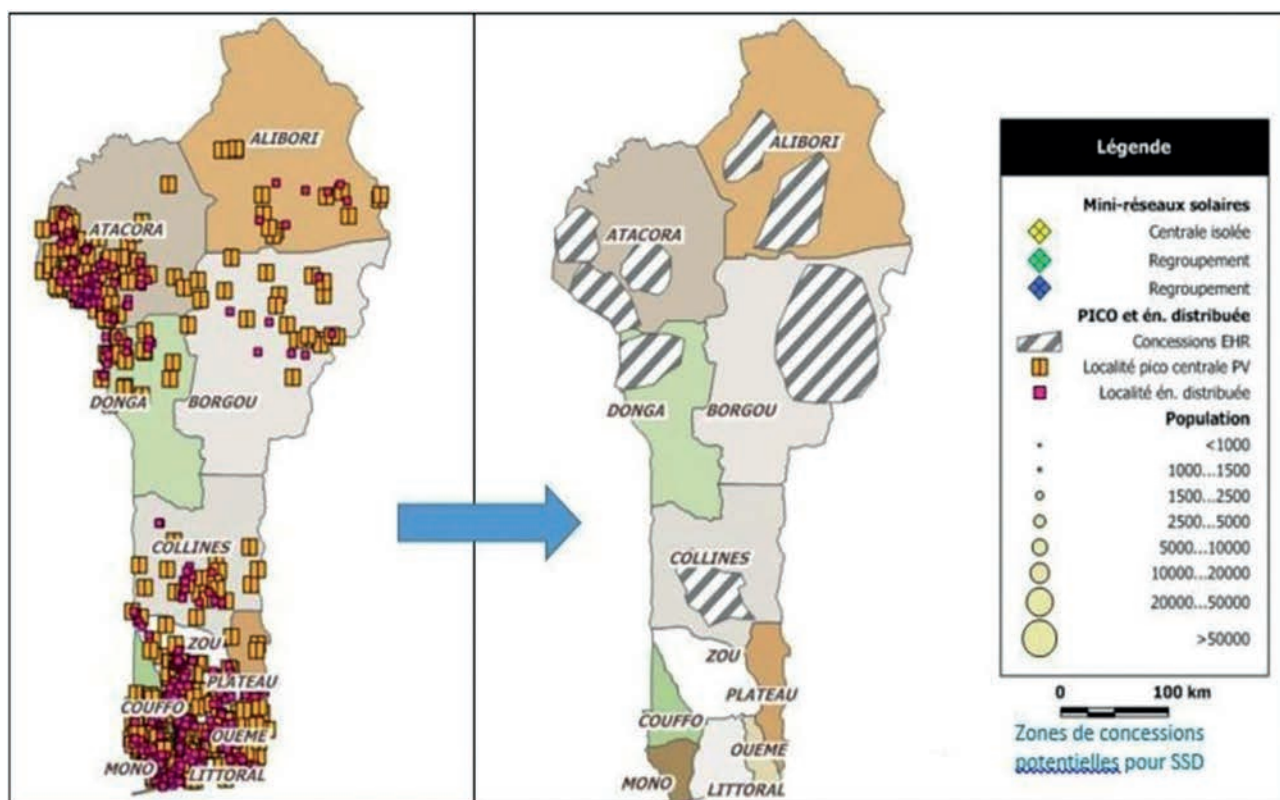 ALIBORI
ATACORA
DONGA
BORGOU
COLLINES
ZOU
PLATEAU
COUFFO
OUEME
MONO
LITTORAL
ALIBORI
ATACORA
DONGA
BORGOU
COLLINES
ZOU
PLATEAU
COUFFO
OUEME
MONO
LITTORAL
Légende
Mini-réseaux solaires
Centrale isolée
Regroupement
Regroupement
PICO et én. distribuée
Concessions EHR
Localité pico centrale PV
Localité én. distribuée
Population
<1000
1000...1500
1500...2500
2500...5000
5000...10000
10000...20000
20000...50000
>50000
0 100 km
Zones de concessions
potentielles pour SSD